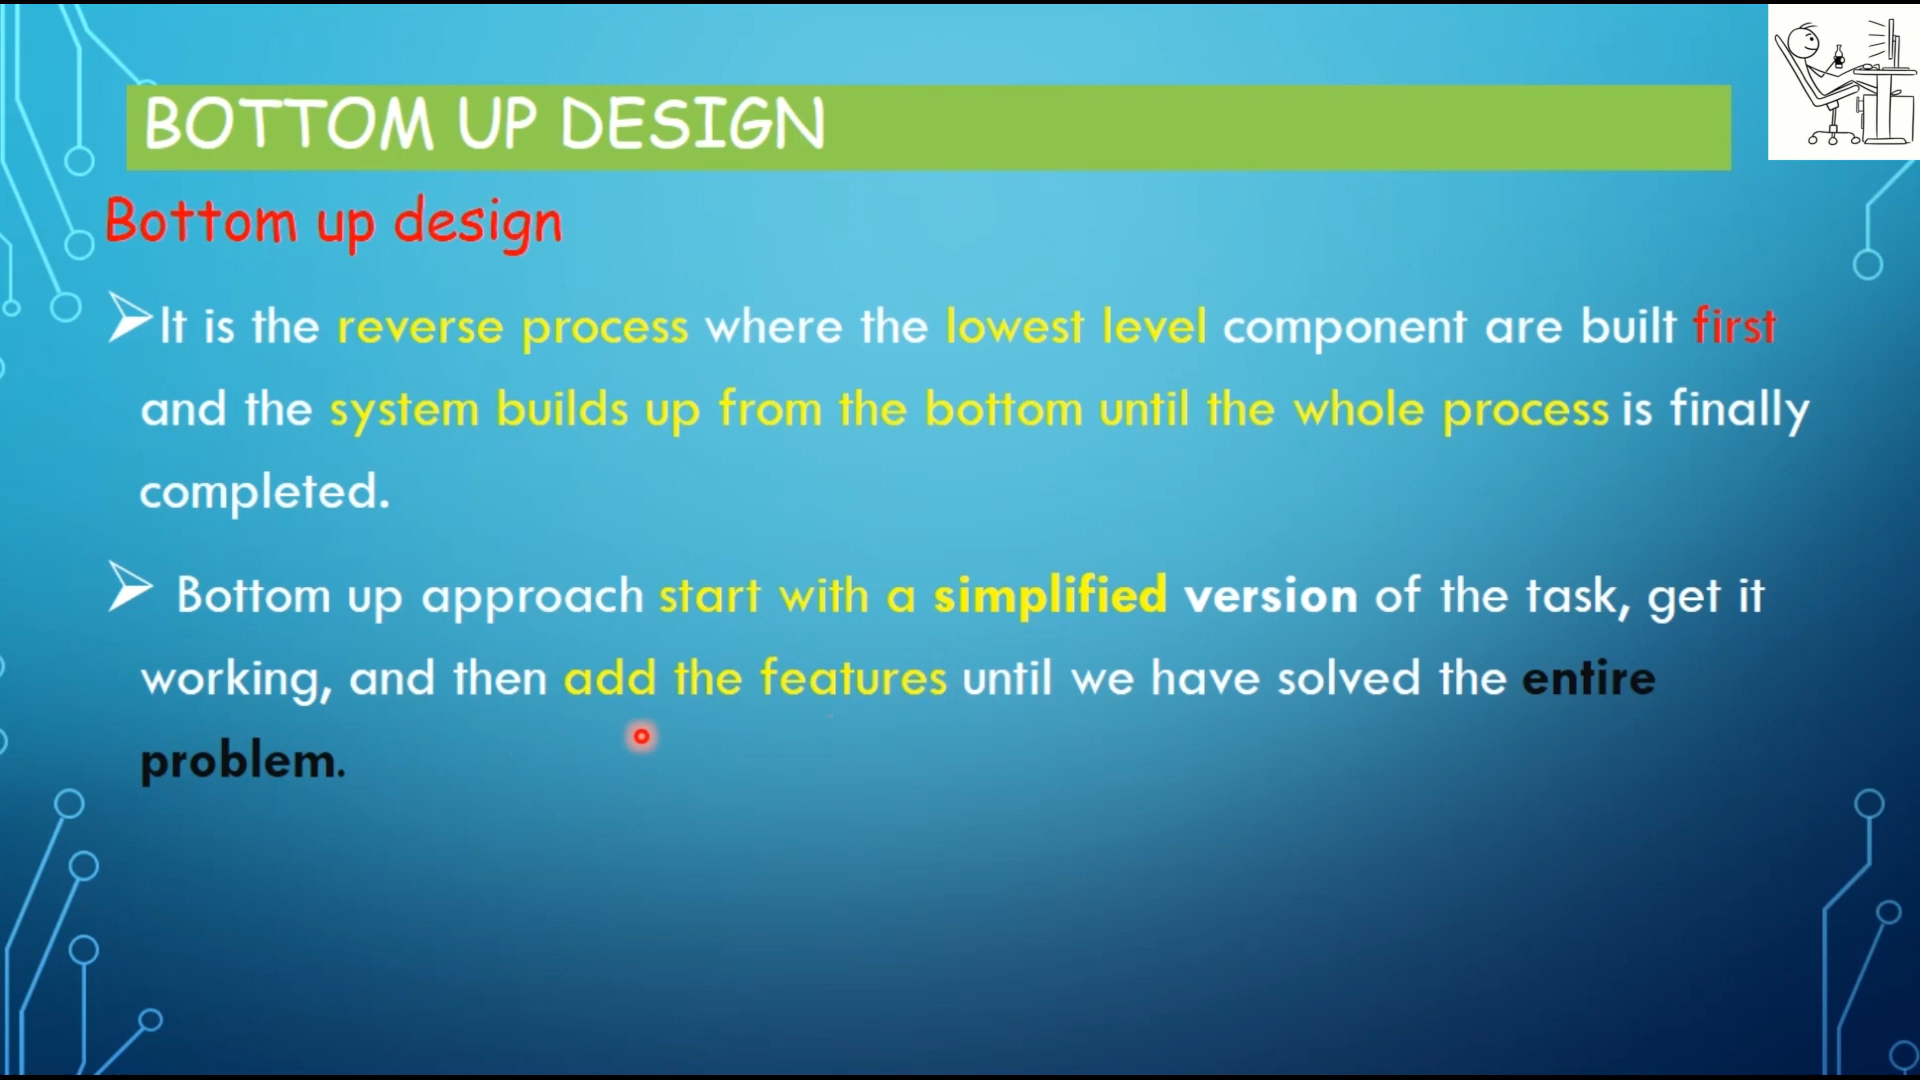 BOTTOM UP DESIGN
Bottom up design
It is the reverse process where the lowest level component are built first
and the system builds up from the bottom until the whole process is finally
completed.
Bottom up approach start with a simplified version of the task, get it
working, and then add the features until we have solved the entire
problem.